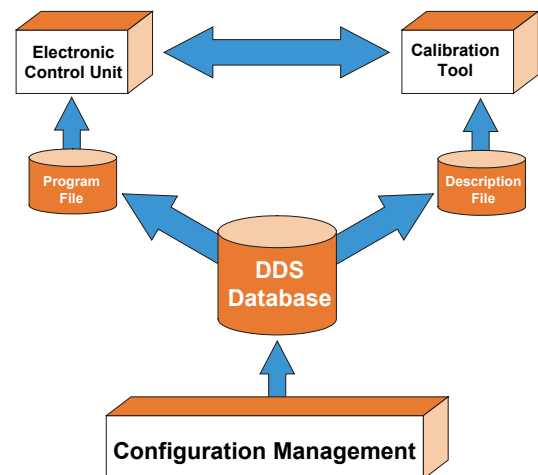 Electronic
Control Unit
Calibration
Tool
Program
File
Description
File
DDS
Database
Configuration Management